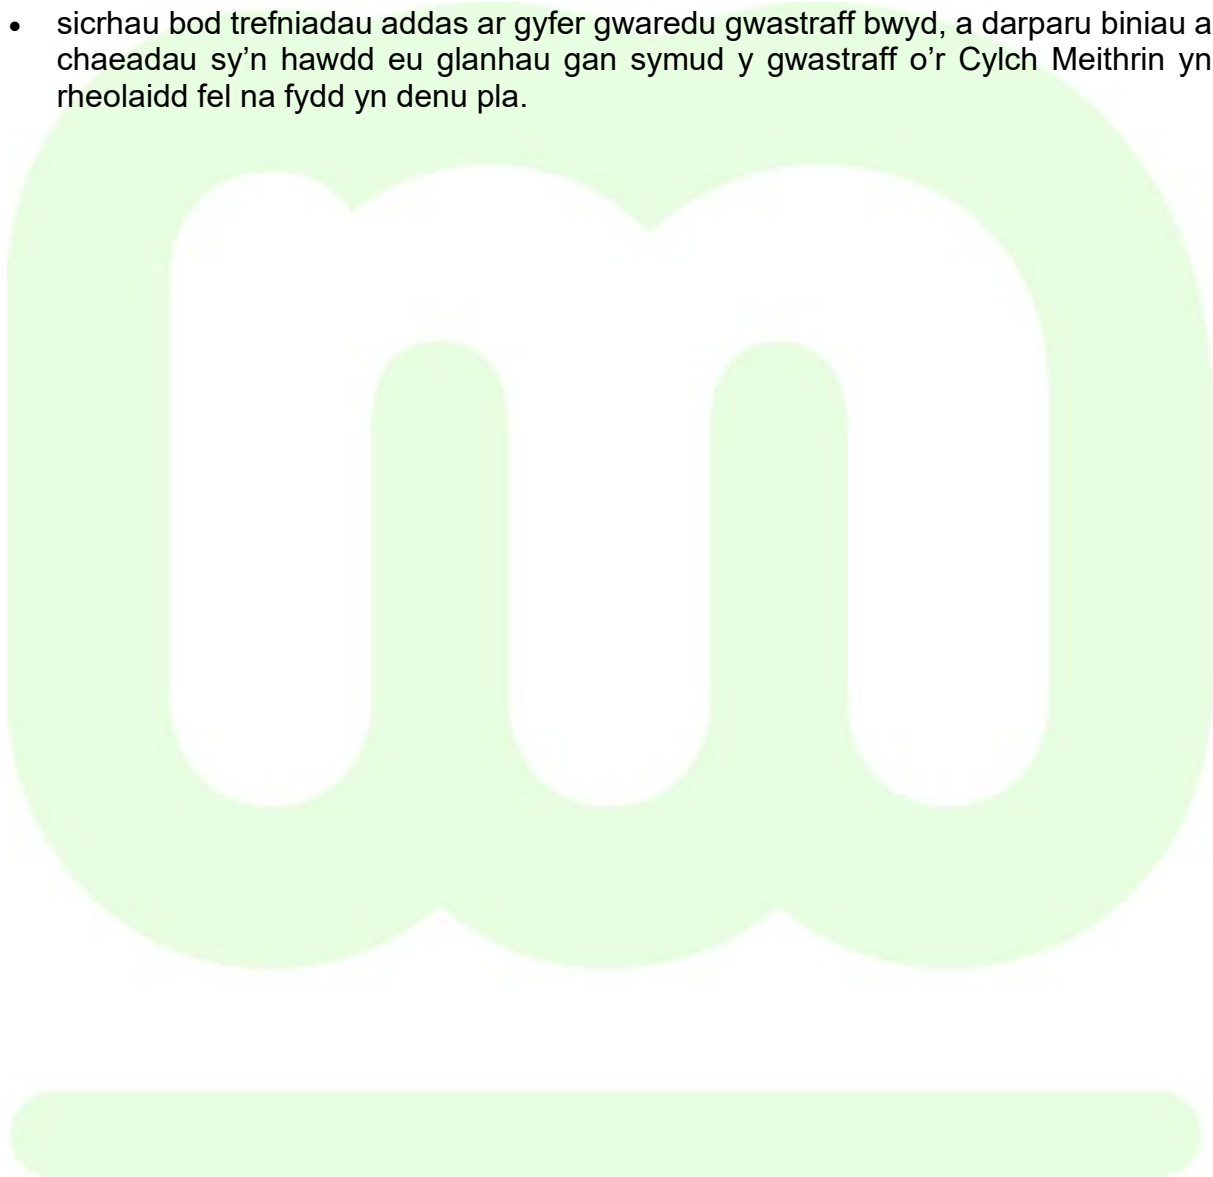 • sicrhau bod trefniadau addas ar gyfer gwaredu gwastraff bwyd, a darparu biniau a
chaeadau sy’n hawdd eu glanhau gan symud y gwastraff o’r Cylch Meithrin yn
rheolaidd fel na fydd yn denu pla.